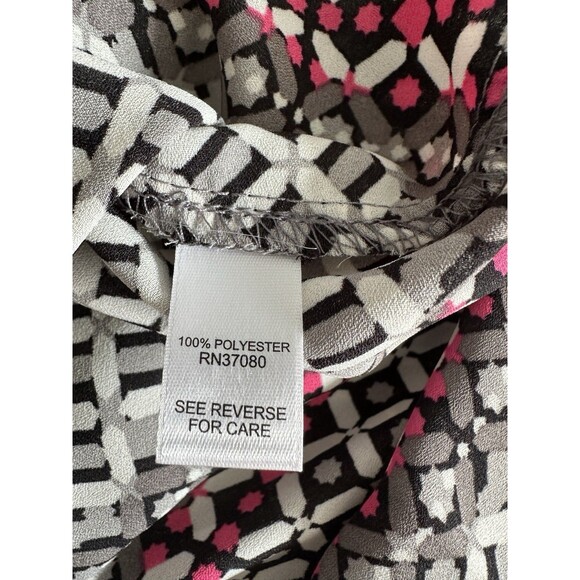 100% POLYESTER
RN37080
SEE REVERSE
FOR CARE